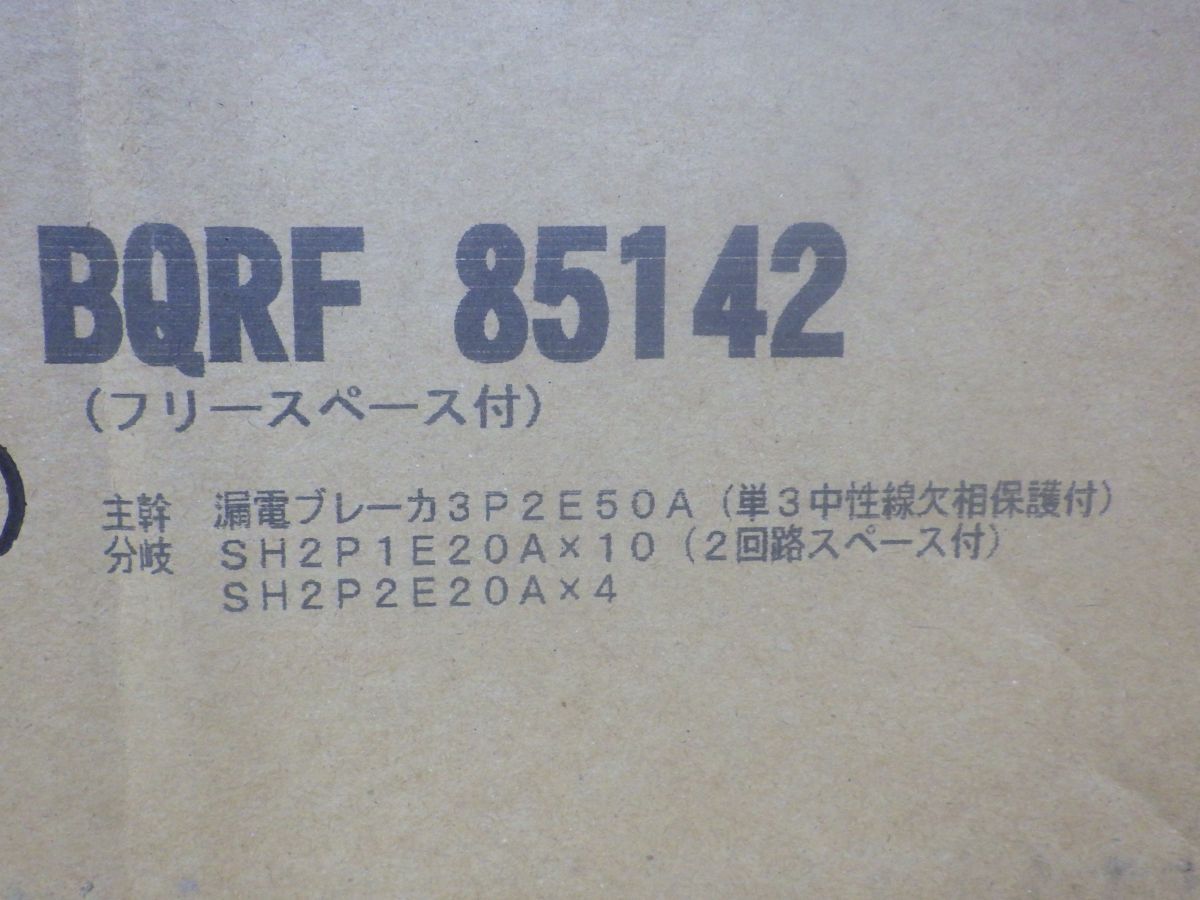 BQRF 85142
(フリースペース付)
主幹 漏電ブレーカ3P2E50A(単3中性線欠相保護付)
分岐 SH2P1E20A×10(2回路スペース付)
SH2P2E20A×4